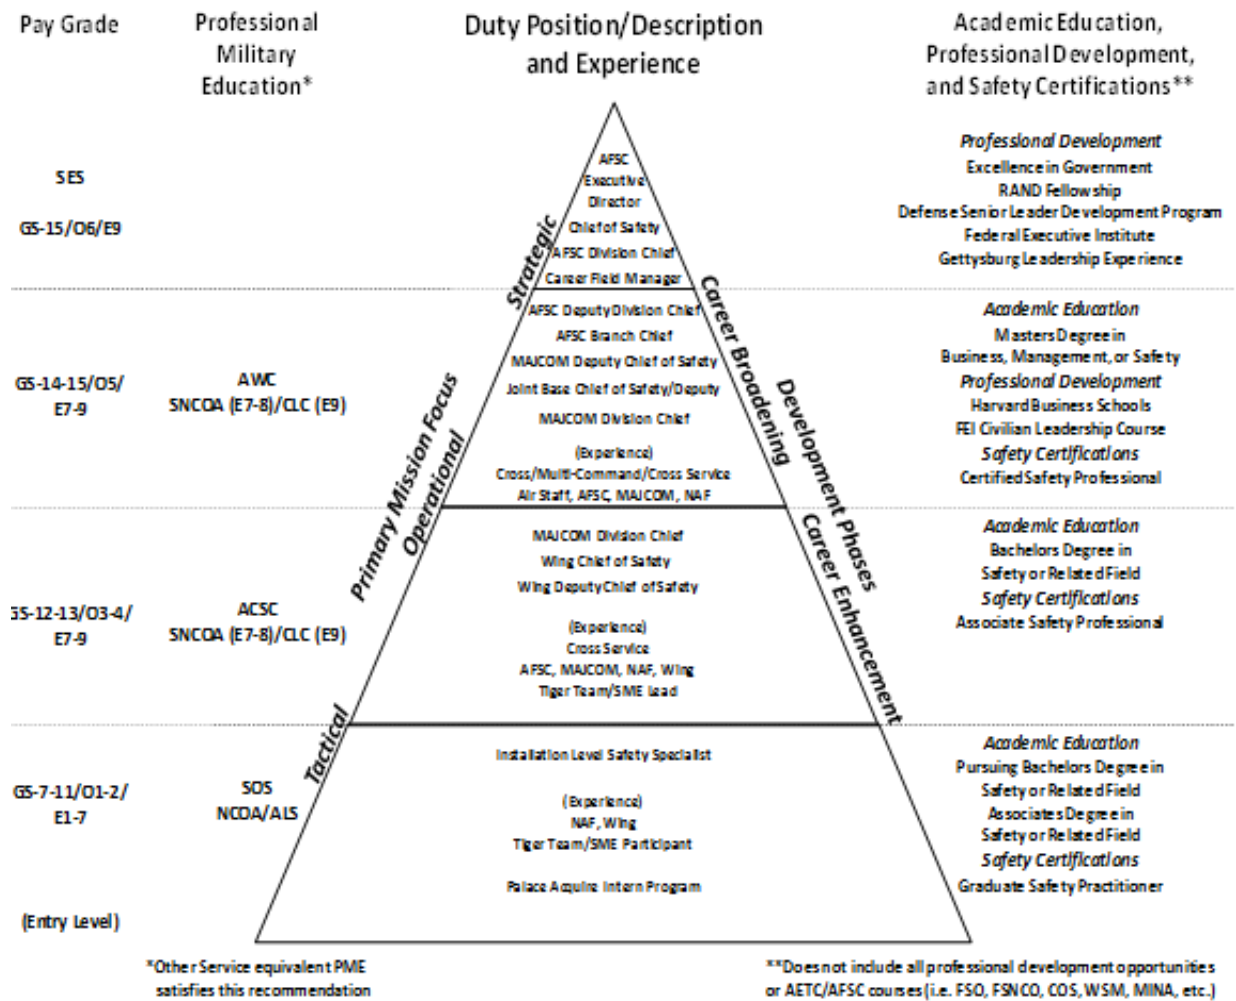 Pay Grade
Professional
Military
Education*
Duty Position/Description
and Experience
Academic Education,
Professional Development,
and Safety Certifications**
SES
GS-15/O6/E9
AFSC
Executive
Director
Chief of Safety
AFSC Division Chief
Career Field Manager
Professional Development
Excellence in Government
RAND Fellowship
Defense Senior Leader Development Program
Federal Executive Institute
Gettysburg Leadership Experience
Strategic
Career Broadening
GS-14-15/O5/
E7-9
AWC
SNCOA (E7-8)/CLC (E9)
AFSC Deputy Division Chief
AFSC Branch Chief
MAJCOM Deputy Chief of Safety
Joint Base Chief of Safety/Deputy
MAJCOM Division Chief
(Experience)
Cross/Multi-Command/Cross Service
Air Staff, AFSC, MAJCOM, NAF
Academic Education
Masters Degree in
Business, Management, or Safety
Professional Development
Harvard Business Schools
FEI Civilian Leadership Course
Safety Certifications
Certified Safety Professional
Primary Mission Focus
Operational
Development Phases
Career Enhancement
GS-12-13/O3-4/
E7-9
ACSC
SNCOA (E7-8)/CLC (E9)
MAJCOM Division Chief
Wing Chief of Safety
Wing Deputy Chief of Safety
(Experience)
Cross Service
AFSC, MAJCOM, NAF, Wing
Tiger Team/SME Lead
Academic Education
Bachelors Degree in
Safety or Related Field
Safety Certifications
Associate Safety Professional
Tactical
GS-7-11/O1-2/
E1-7
SOS
NCOA/ALS
Installation Level Safety Specialist
(Experience)
NAF, Wing
Tiger Team/SME Participant
Palace Acquire Intern Program
Academic Education
Pursuing Bachelors Degree in
Safety or Related Field
Associates Degree in
Safety or Related Field
Safety Certifications
Graduate Safety Practitioner
(Entry Level)
*Other Service equivalent PME
satisfies this recommendation
**Does not include all professional development opportunities
or AETC/AFSC courses (i.e. FSO, FSNCO, COS, WSM, MINA, etc.)